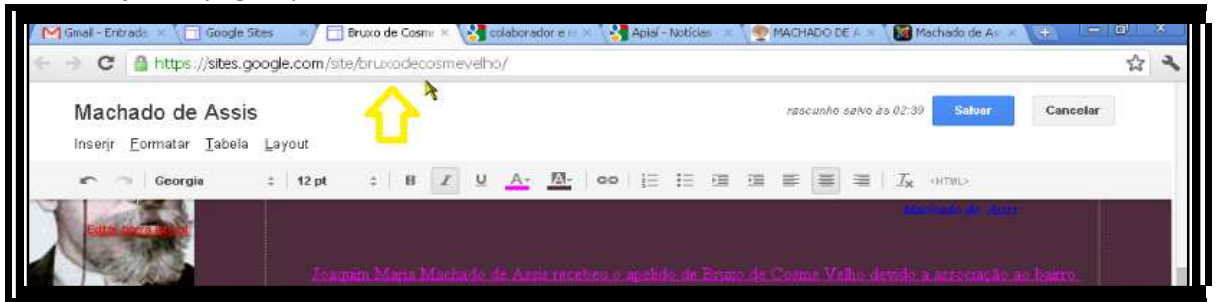 Gmail - Entrada Google Sites Bruxo de Cosme colaborador e Apiaí - Notícias MACHADO DE A Machado de As
https://sites.google.com/site/bruxodecosmevelho/
Machado de Assis
rascunho salvo às 02:39 Salvar Cancelar
Inserir Formatar Tabela Layout
Georgia 12 pt B I U A A <HTML>
Machado de Assis
Editar barra lateral
Joaquim Maria Machado de Assis recebeu o apelido de Bruxo de Cosme Velho devido a associação ao bairro